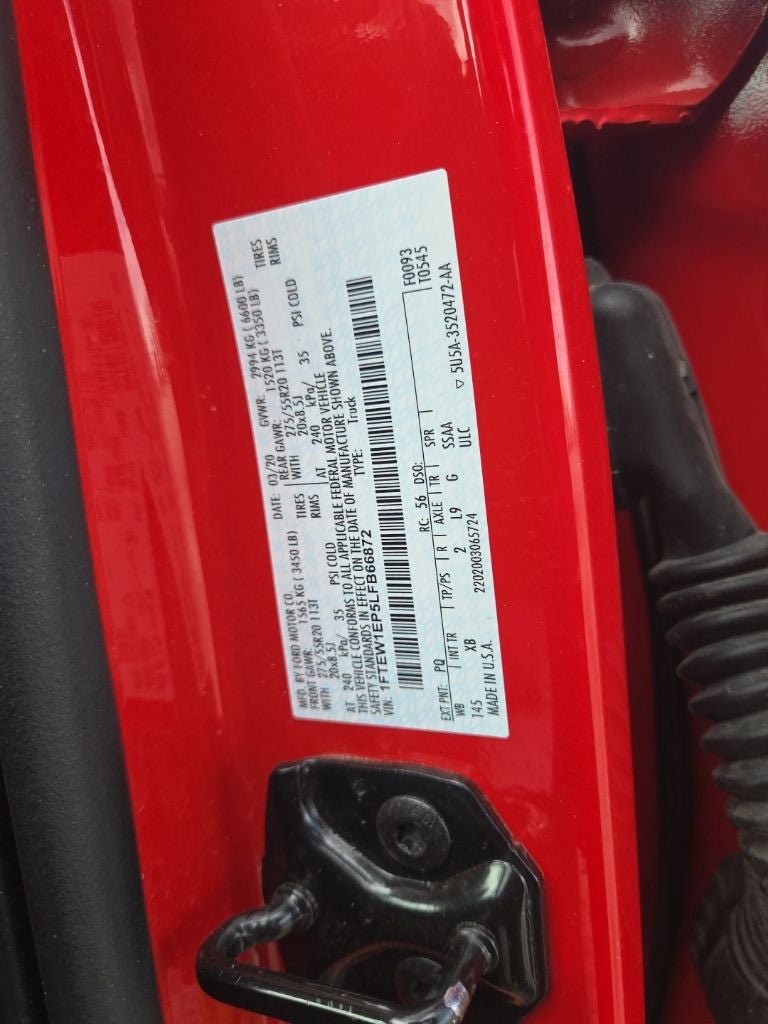 MFD. BY FORD MOTOR CO.
DATE: 03/20 GVWR: 2994 KG ( 6600 LB)
FRONT GAWR: 1565 KG ( 3450 LB) REAR GAWR: 1520 KG ( 3350 LB)
WITH 275/55R20 113T TIRES WITH 275/55R20 113T TIRES
20x8.5J RIMS 20x8.5J RIMS
AT 240 kPa/ 35 PSI COLD AT 240 kPa/ 35 PSI COLD
THIS VEHICLE CONFORMS TO ALL APPLICABLE FEDERAL MOTOR VEHICLE
SAFETY STANDARDS IN EFFECT ON THE DATE OF MANUFACTURE SHOWN ABOVE.
VIN: 1FTEW1EP5LFB66872 TYPE: Truck
F0093
EXT PNT: PQ RC: 56 DSO: T0545
WB INT TR TP/PS R AXLE TR SPR
145 XB 2 L9 G SSAA
MADE IN U.S.A. 2202003065724 ULC ▽ 5U5A-3520472-AA